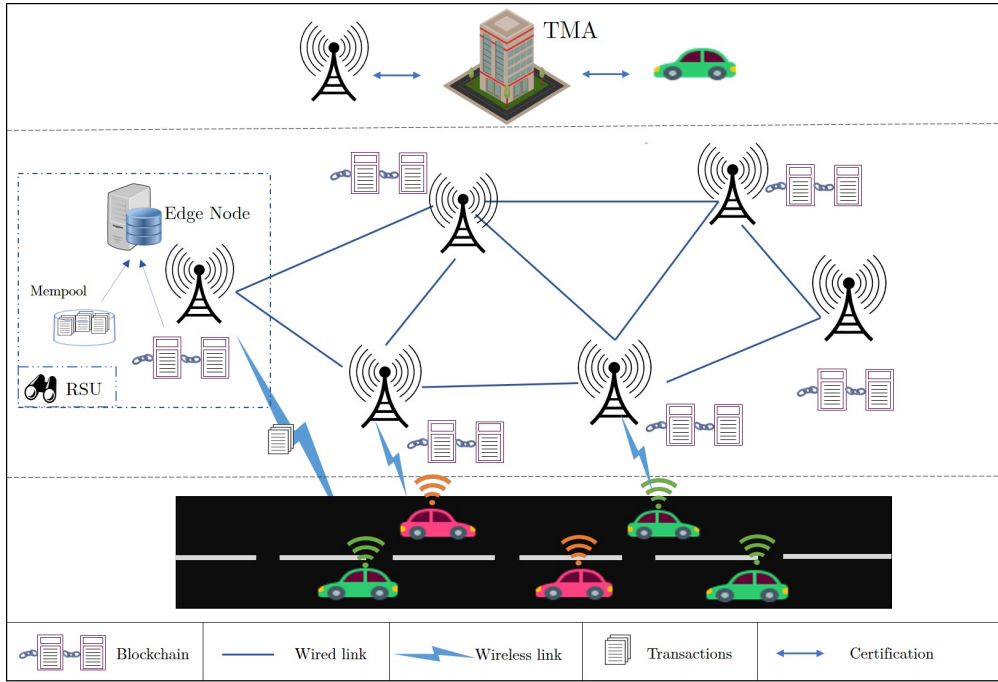 TMA
Edge Node
Mempool
RSU
Blockchain
Wired link
Wireless link
Transactions
Certification